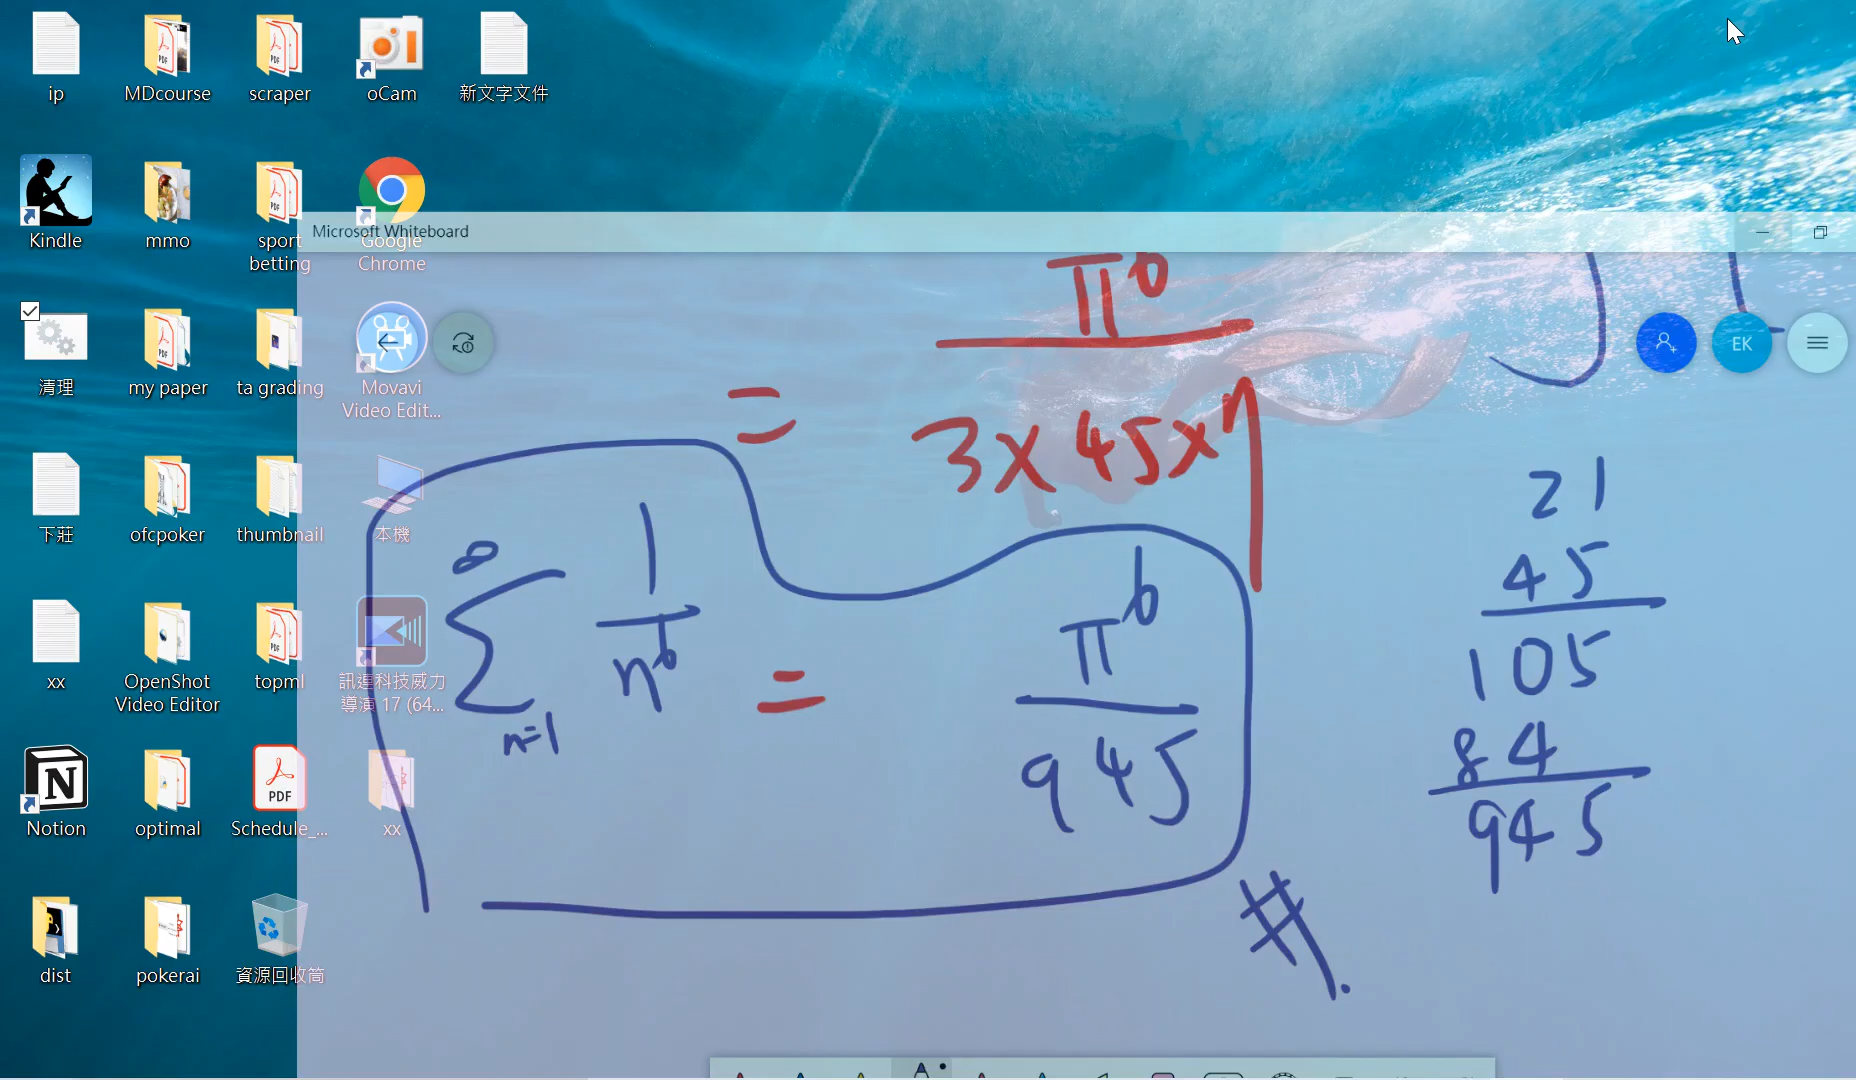 ip
MDcourse
scraper
oCam
新文字文件
Kindle
mmo
sport
betting
Google
Chrome
Microsoft Whiteboard
清理
my paper
ta grading
Movavi
Video Edit...
EK
下莊
ofcpoker
thumbnail
本機
xx
OpenShot
Video Editor
topml
訊連科技威力
導演 17 (64...
Notion
optimal
Schedule_...
PDF
xx
dist
pokerai
資源回收筒
= π⁶ / 3×45×7
∑ n=1 ∞ 1/n⁶ = π⁶/945
#.
21
45
105
84
945